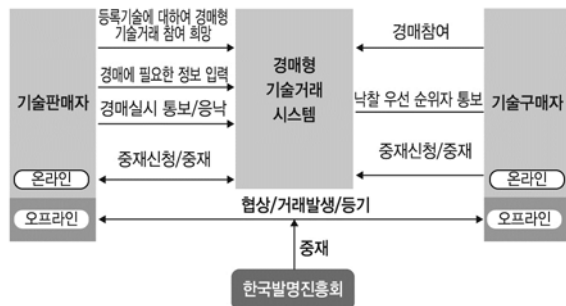 등록기술에 대하여 경매형
기술거래 참여 희망
경매에 필요한 정보 입력
경매실시 통보/응낙
중재신청/중재
기술판매자
온라인
오프라인
경매형
기술거래
시스템
경매참여
낙찰 우선 순위자 통보
중재신청/중재
기술구매자
온라인
오프라인
협상/거래발생/등기
중재
한국발명진흥회